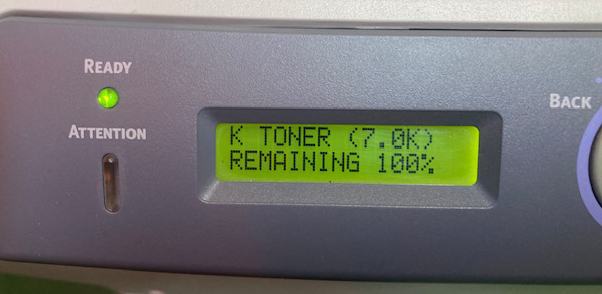 READY
ATTENTION
K TONER (7.0K)
REMAINING 100%
BACK